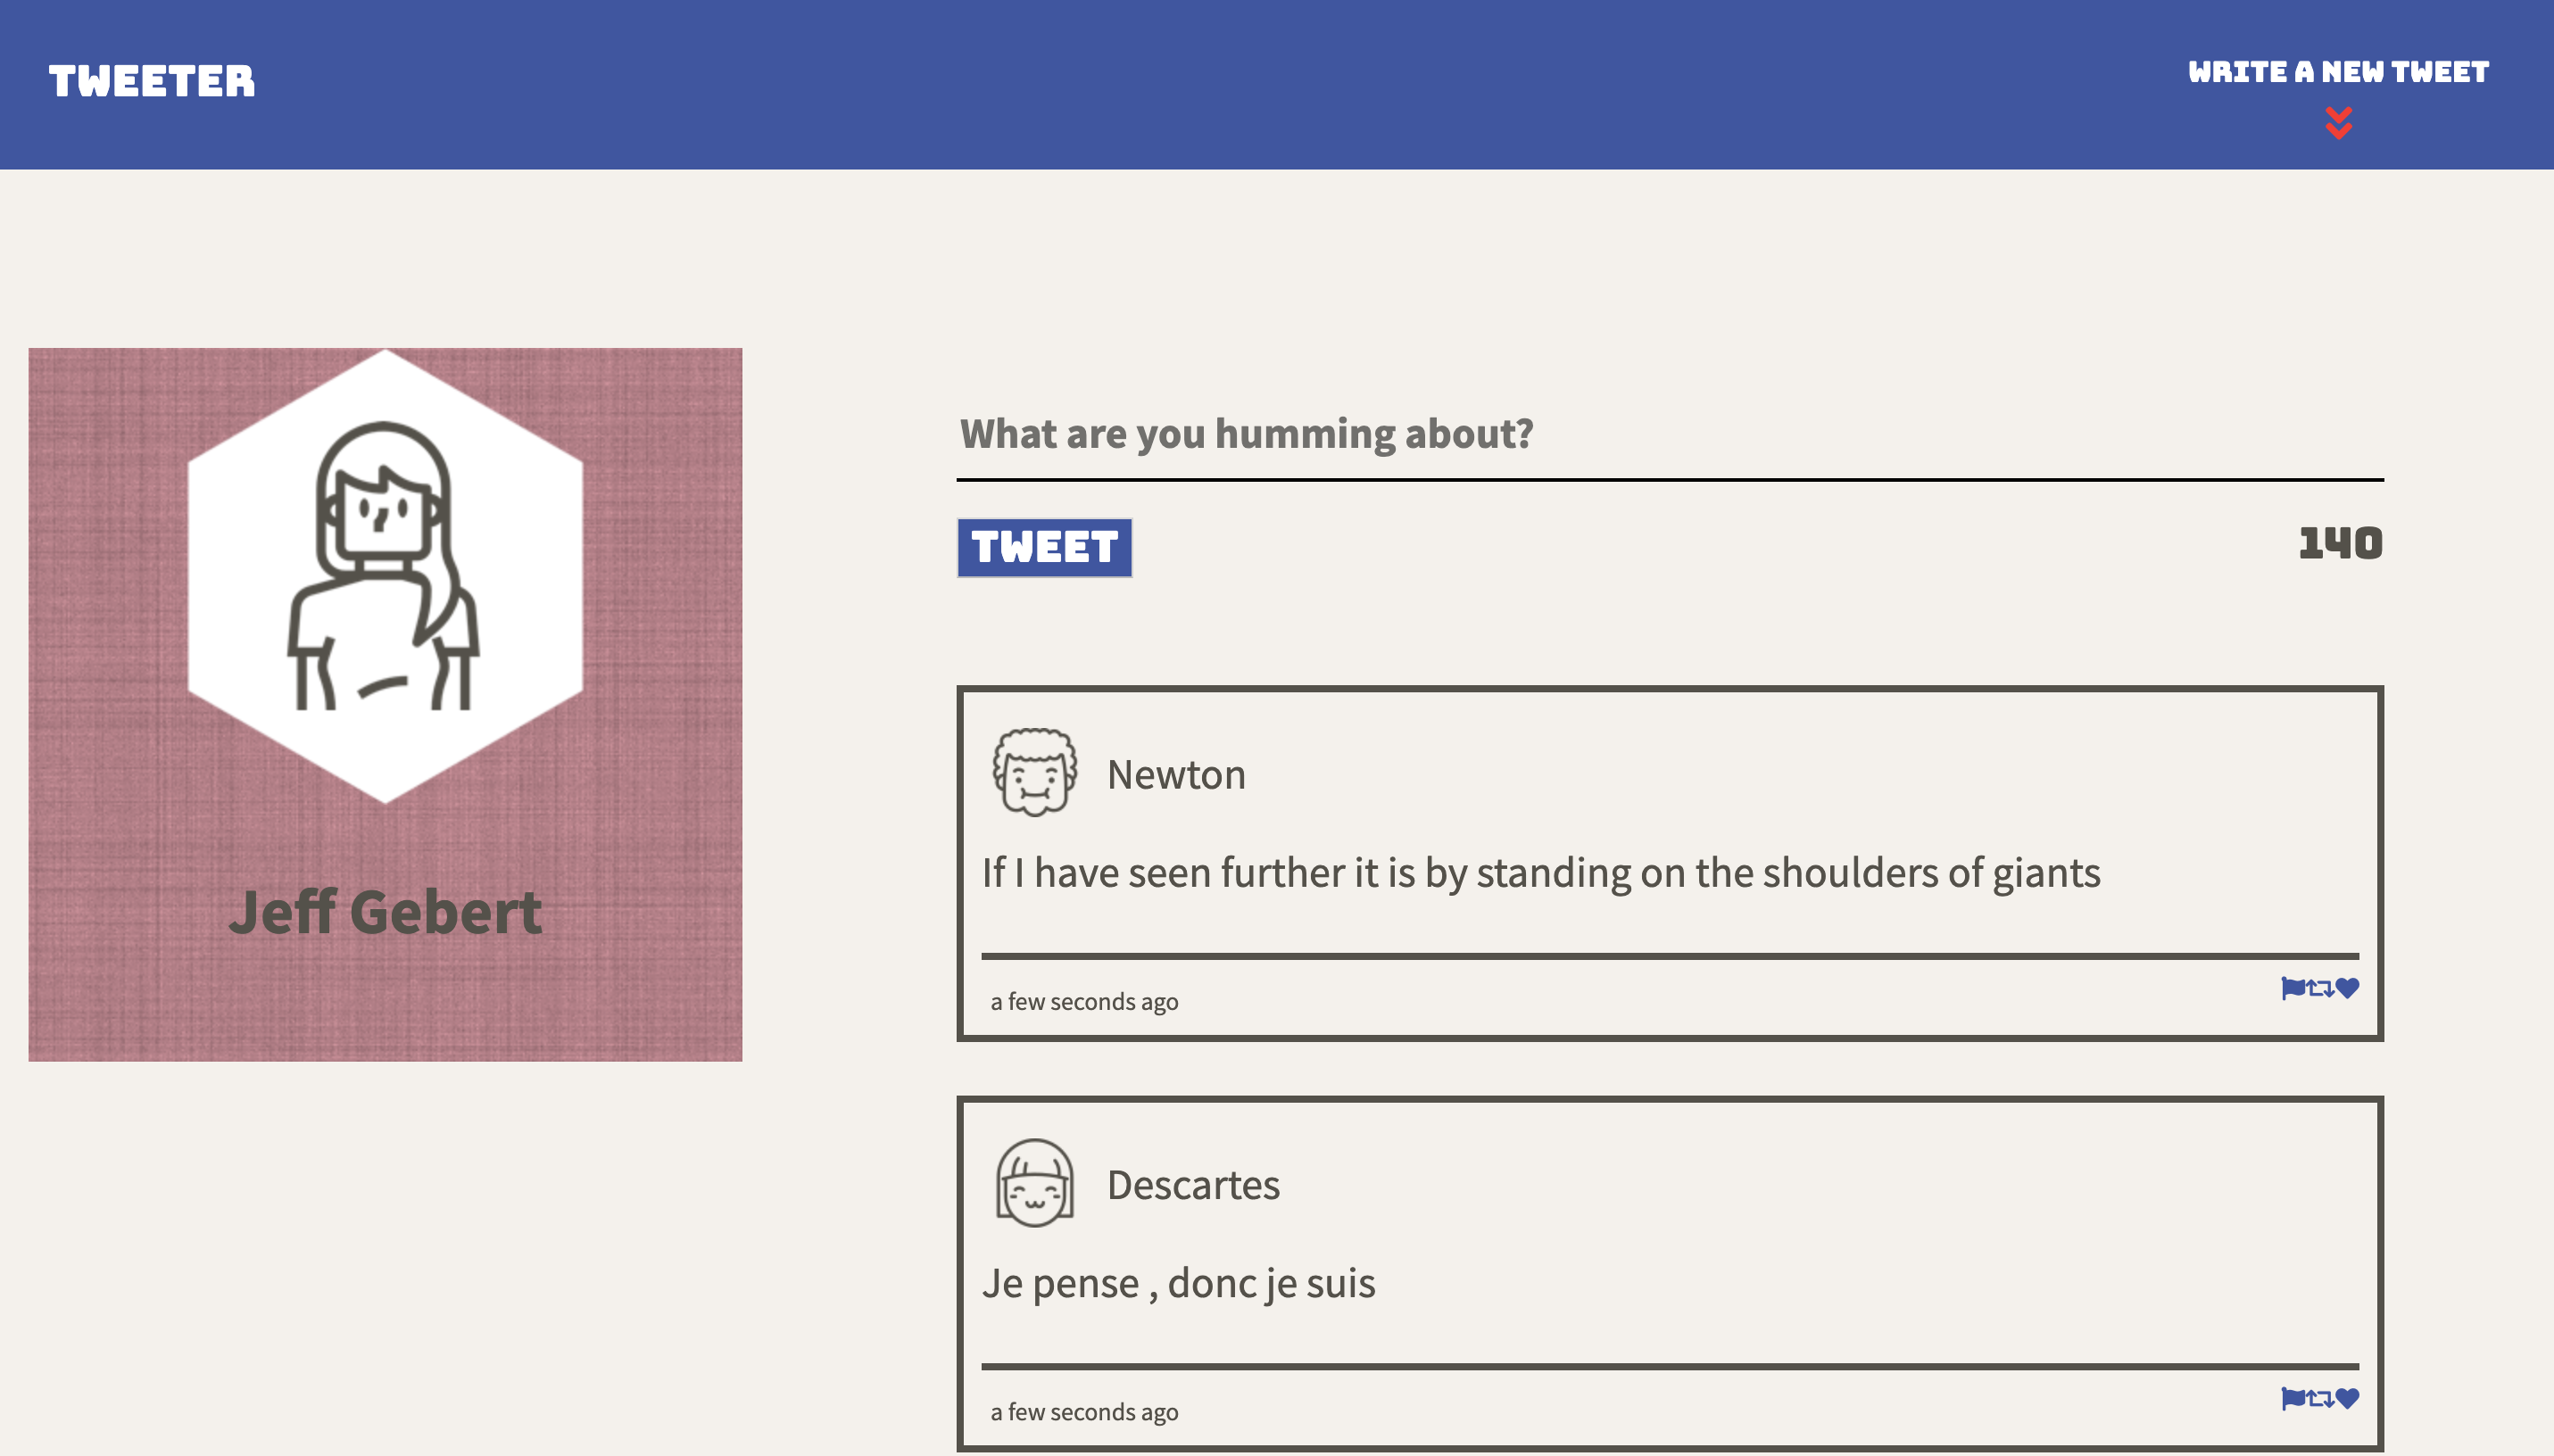 TWEETER
WRITE A NEW TWEET
Jeff Gebert
What are you humming about?
TWEET
140
Newton
If I have seen further it is by standing on the shoulders of giants
a few seconds ago
Descartes
Je pense , donc je suis
a few seconds ago